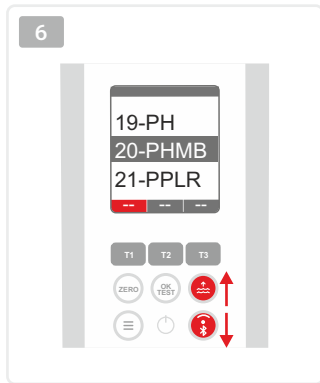 6
19-PH
20-PHMB
21-PPLR
-- -- --
T1 T2 T3
ZERO OK TEST